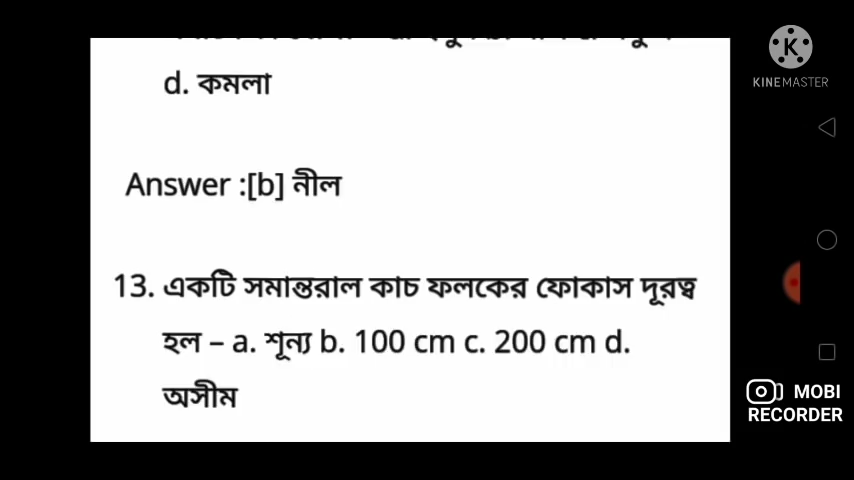 d. কমলা
Answer :[b] নীল
13. একটি সমান্তরাল কাচ ফলকের ফোকাস দূরত্ব
হল – a. শূন্য b. 100 cm c. 200 cm d.
অসীম
KINEMASTER
MOBI
RECORDER